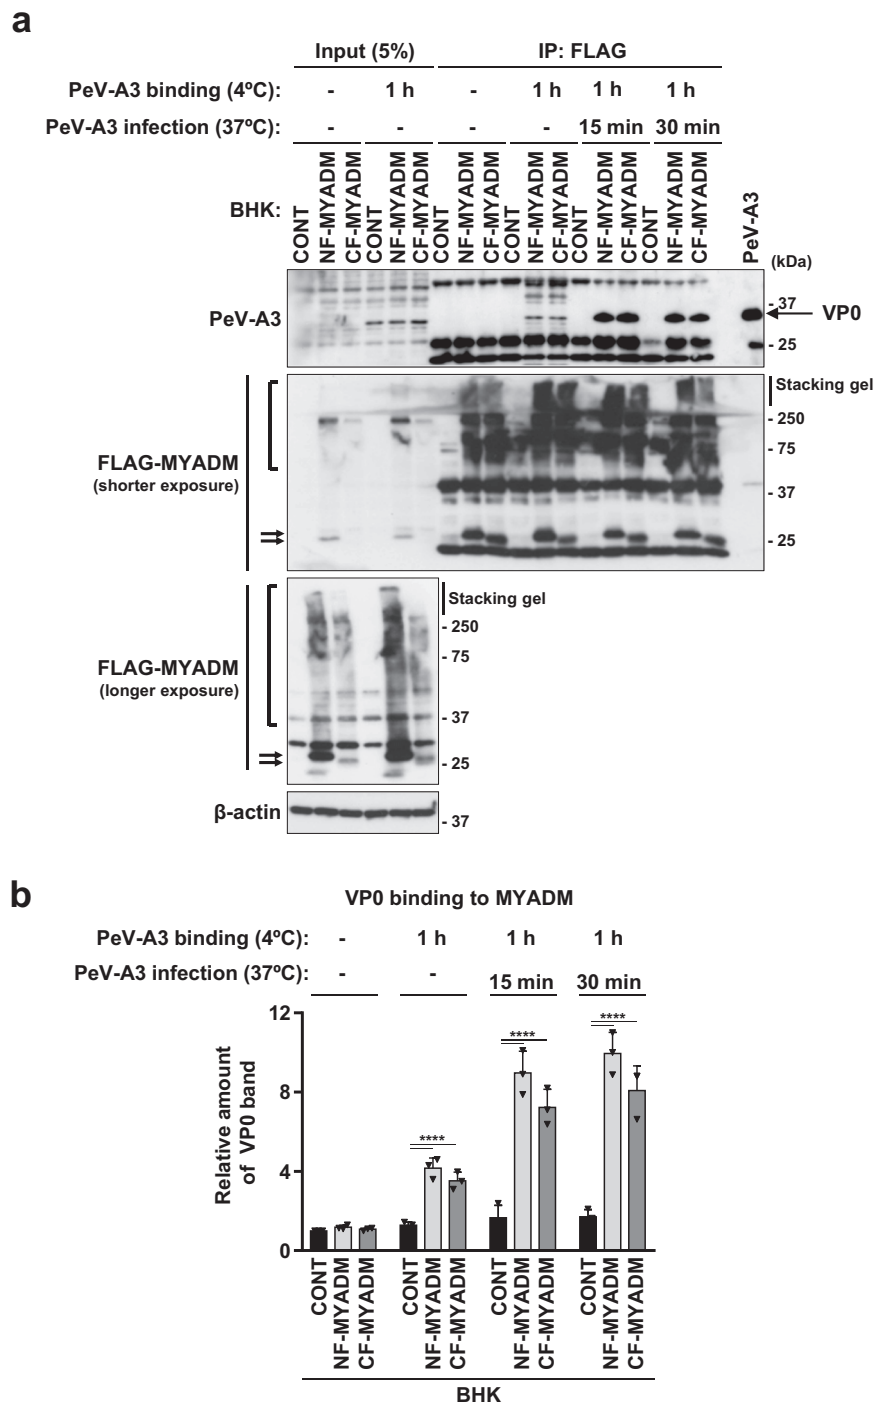 a
Input (5%) IP: FLAG
PeV-A3 binding (4ºC): - 1 h - 1 h 1 h 1 h
PeV-A3 infection (37ºC): - - - - 15 min 30 min
BHK: CONT NF-MYADM CF-MYADM CONT NF-MYADM CF-MYADM CONT NF-MYADM CF-MYADM CONT NF-MYADM CF-MYADM CONT NF-MYADM CF-MYADM CONT NF-MYADM CF-MYADM PeV-A3
(kDa)
- 37
PeV-A3 VP0
- 25
Stacking gel
- 250
- 75
FLAG-MYADM
(shorter exposure)
- 37
- 25
Stacking gel
- 250
- 75
FLAG-MYADM
(longer exposure)
- 37
- 25
β-actin
- 37
b
VP0 binding to MYADM
PeV-A3 binding (4ºC): - 1 h 1 h 1 h
PeV-A3 infection (37ºC): - - 15 min 30 min
Relative amount
of VP0 band
12
8
4
0
**** **** **** ****
CONT NF-MYADM CF-MYADM CONT NF-MYADM CF-MYADM CONT NF-MYADM CF-MYADM CONT NF-MYADM CF-MYADM
BHK